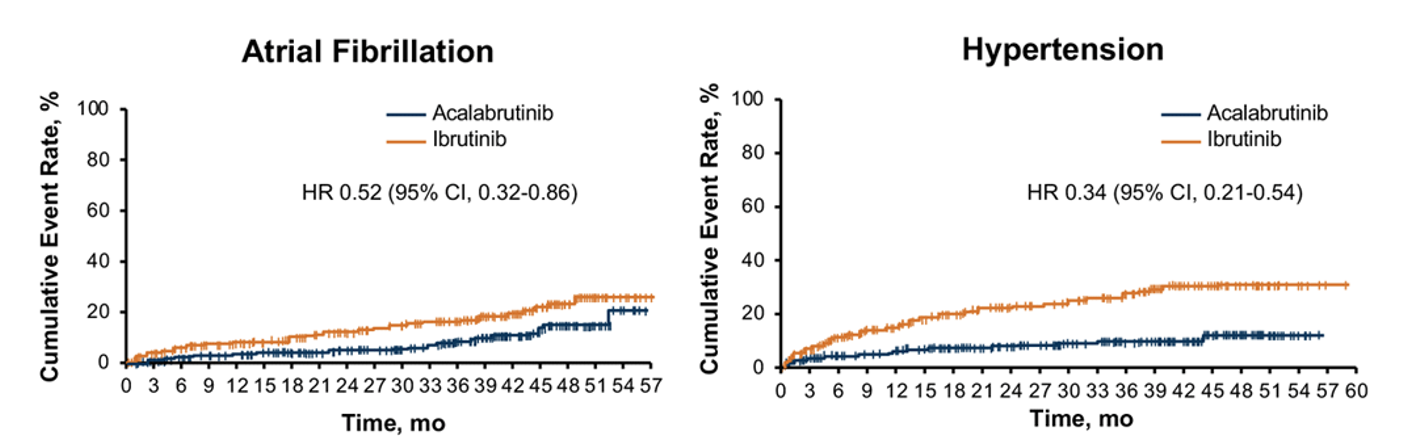 Atrial Fibrillation
Cumulative Event Rate, %
100
80
60
40
20
0
Acalabrutinib
Ibrutinib
HR 0.52 (95% CI, 0.32-0.86)
0 3 6 9 12 15 18 21 24 27 30 33 36 39 42 45 48 51 54 57
Time, mo
Hypertension
Cumulative Event Rate, %
100
80
60
40
20
0
Acalabrutinib
Ibrutinib
HR 0.34 (95% CI, 0.21-0.54)
0 3 6 9 12 15 18 21 24 27 30 33 36 39 42 45 48 51 54 57 60
Time, mo